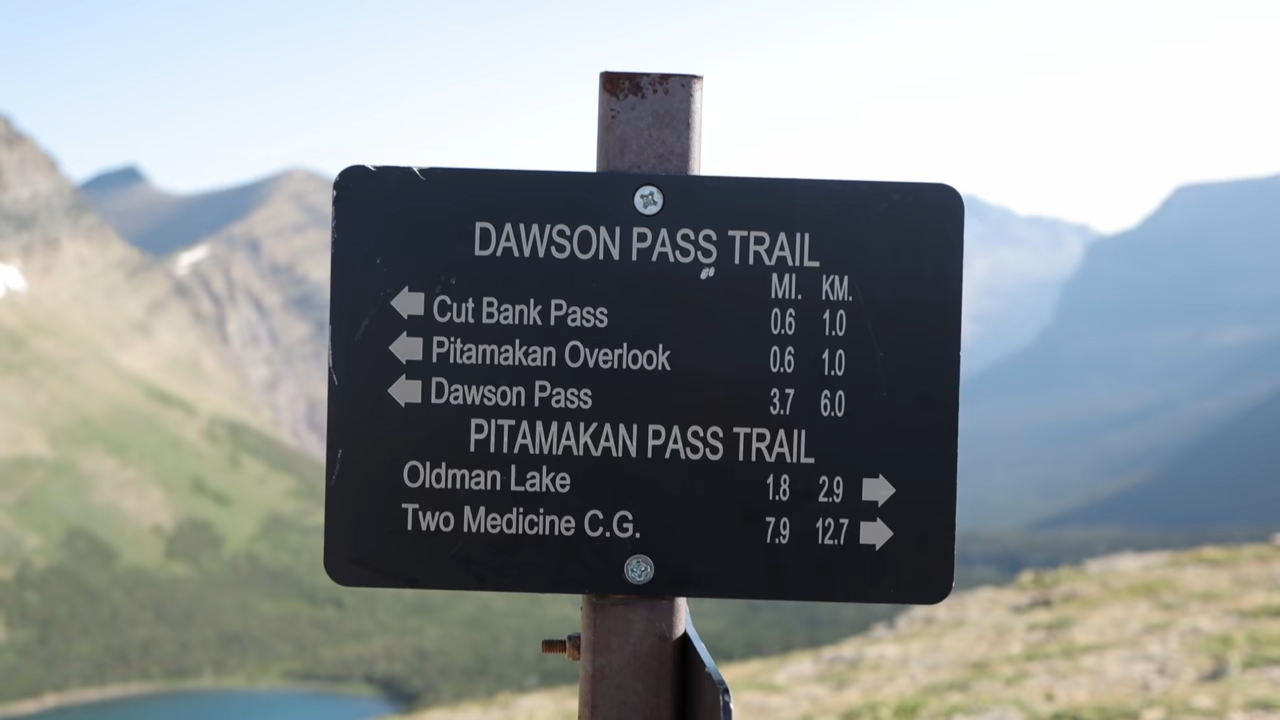 DAWSON PASS TRAIL
MI. KM.
Cut Bank Pass 0.6 1.0
Pitamakan Overlook 0.6 1.0
Dawson Pass 3.7 6.0
PITAMAKAN PASS TRAIL
Oldman Lake 1.8 2.9
Two Medicine C.G. 7.9 12.7